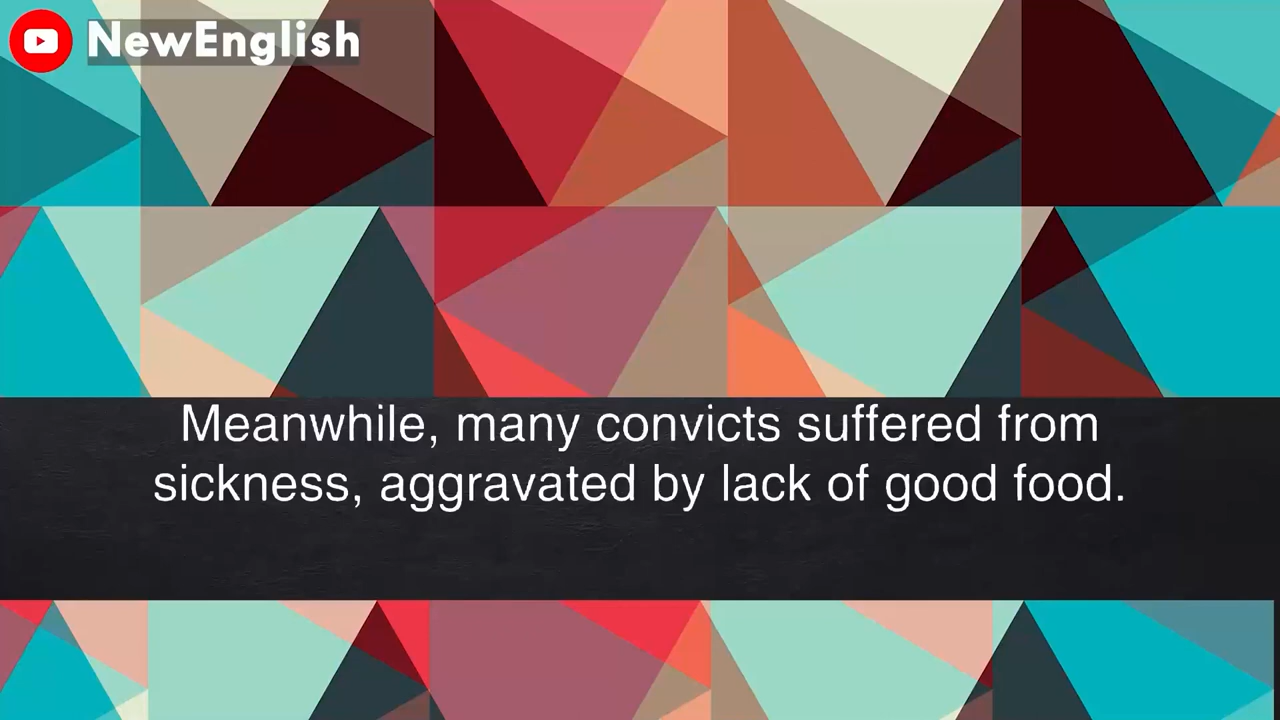 NewEnglish
Meanwhile, many convicts suffered from
sickness, aggravated by lack of good food.